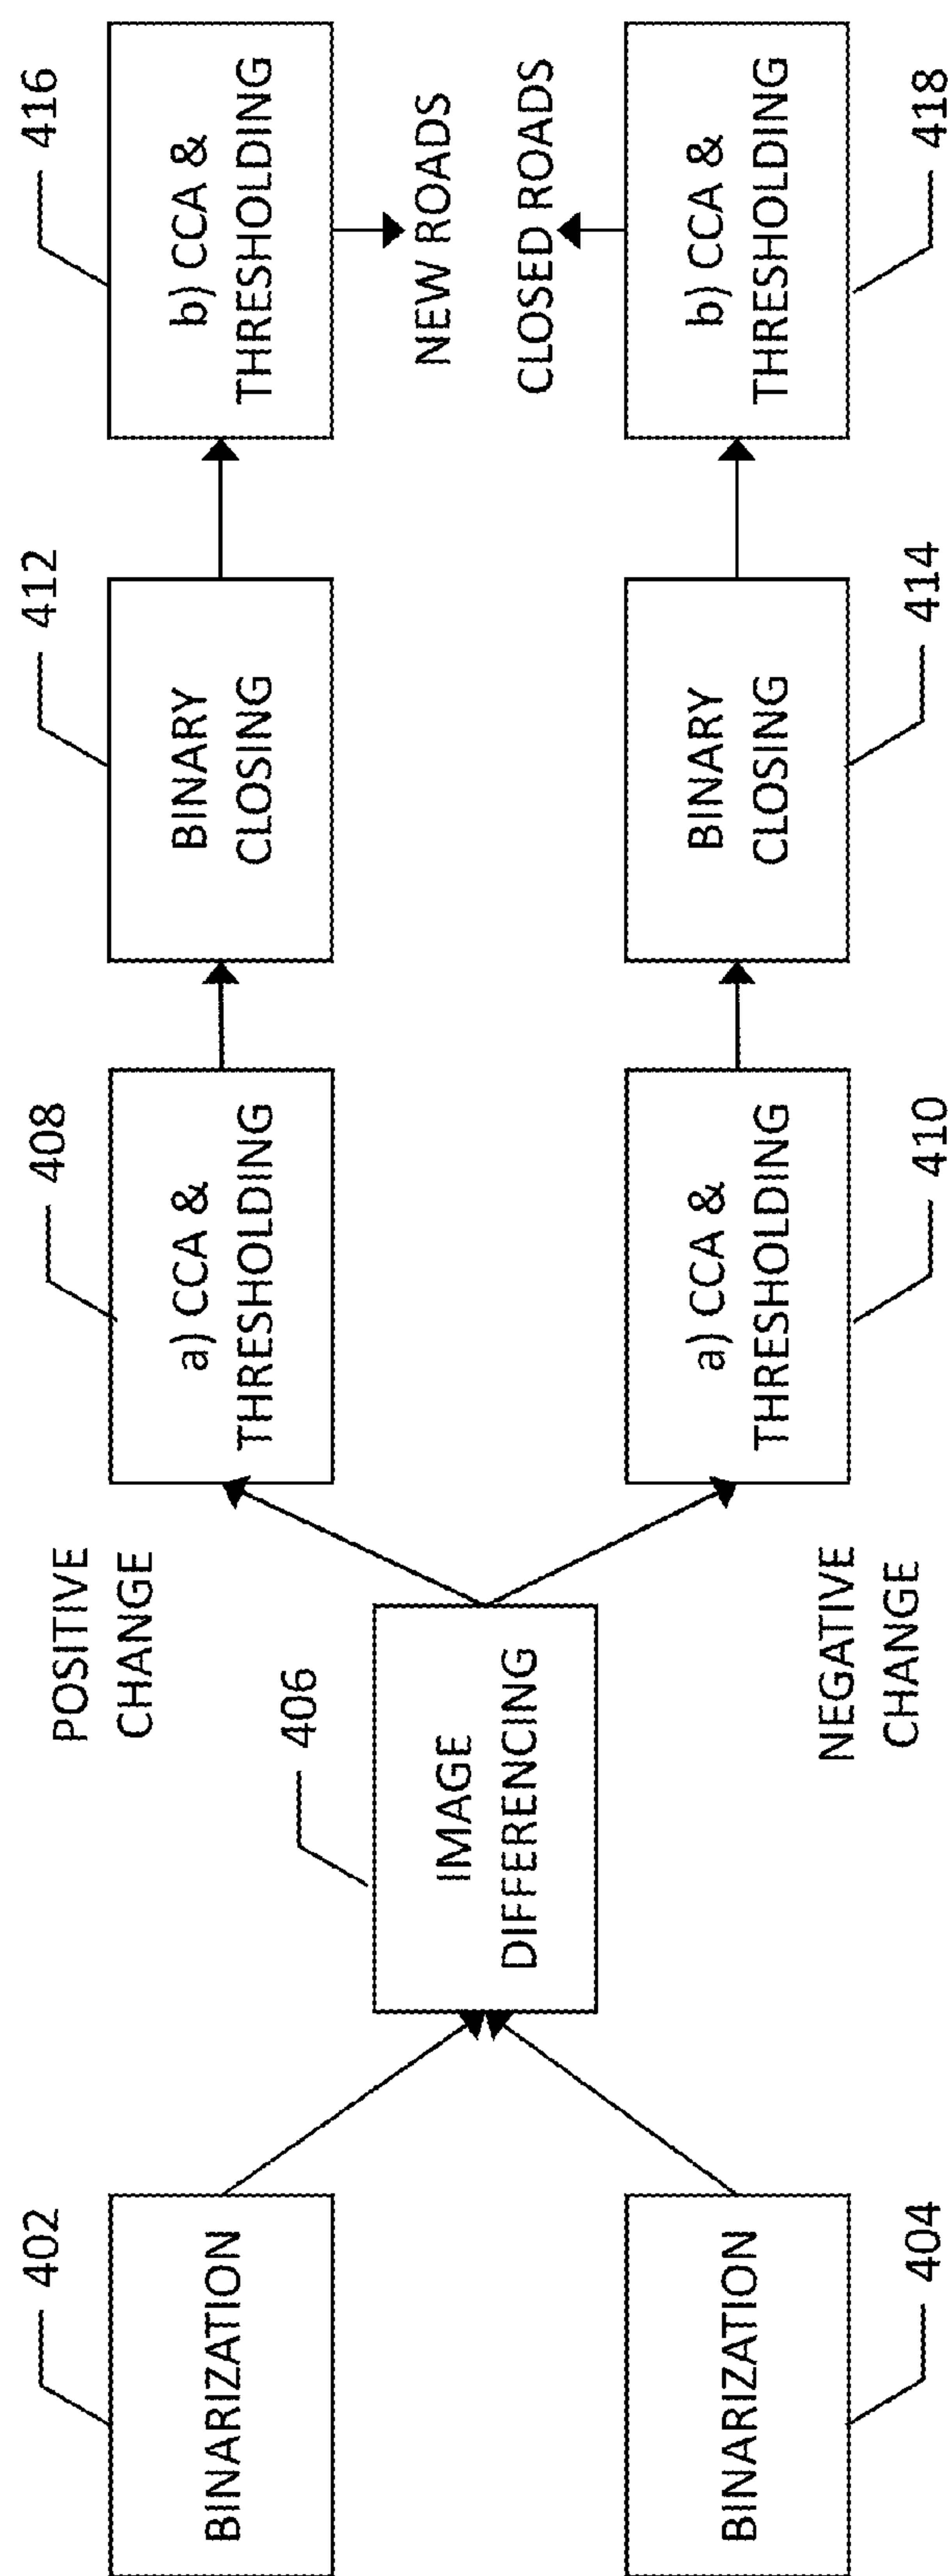 402
BINARIZATION
404
BINARIZATION
406
IMAGE
DIFFERENCING
POSITIVE
CHANGE
NEGATIVE
CHANGE
408
a) CCA &
THRESHOLDING
410
a) CCA &
THRESHOLDING
412
BINARY
CLOSING
414
BINARY
CLOSING
416
b) CCA &
THRESHOLDING
NEW ROADS
CLOSED ROADS
418
b) CCA &
THRESHOLDING